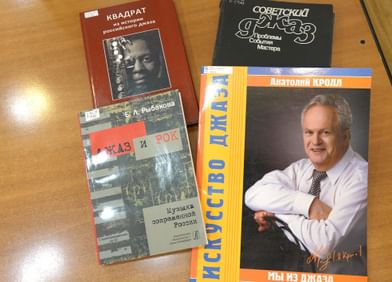 КВАДРАТ
из истории
российского джаза
СОВЕТСКИЙ
джаз
Проблемы
События
Мастера
Е. Л. Рыбакова
ДЖАЗ И РОК
Музыка
современной
России
Анатолий КРОЛЛ
ИСКУССТВО ДЖАЗА
МЫ ИЗ ДЖАЗА